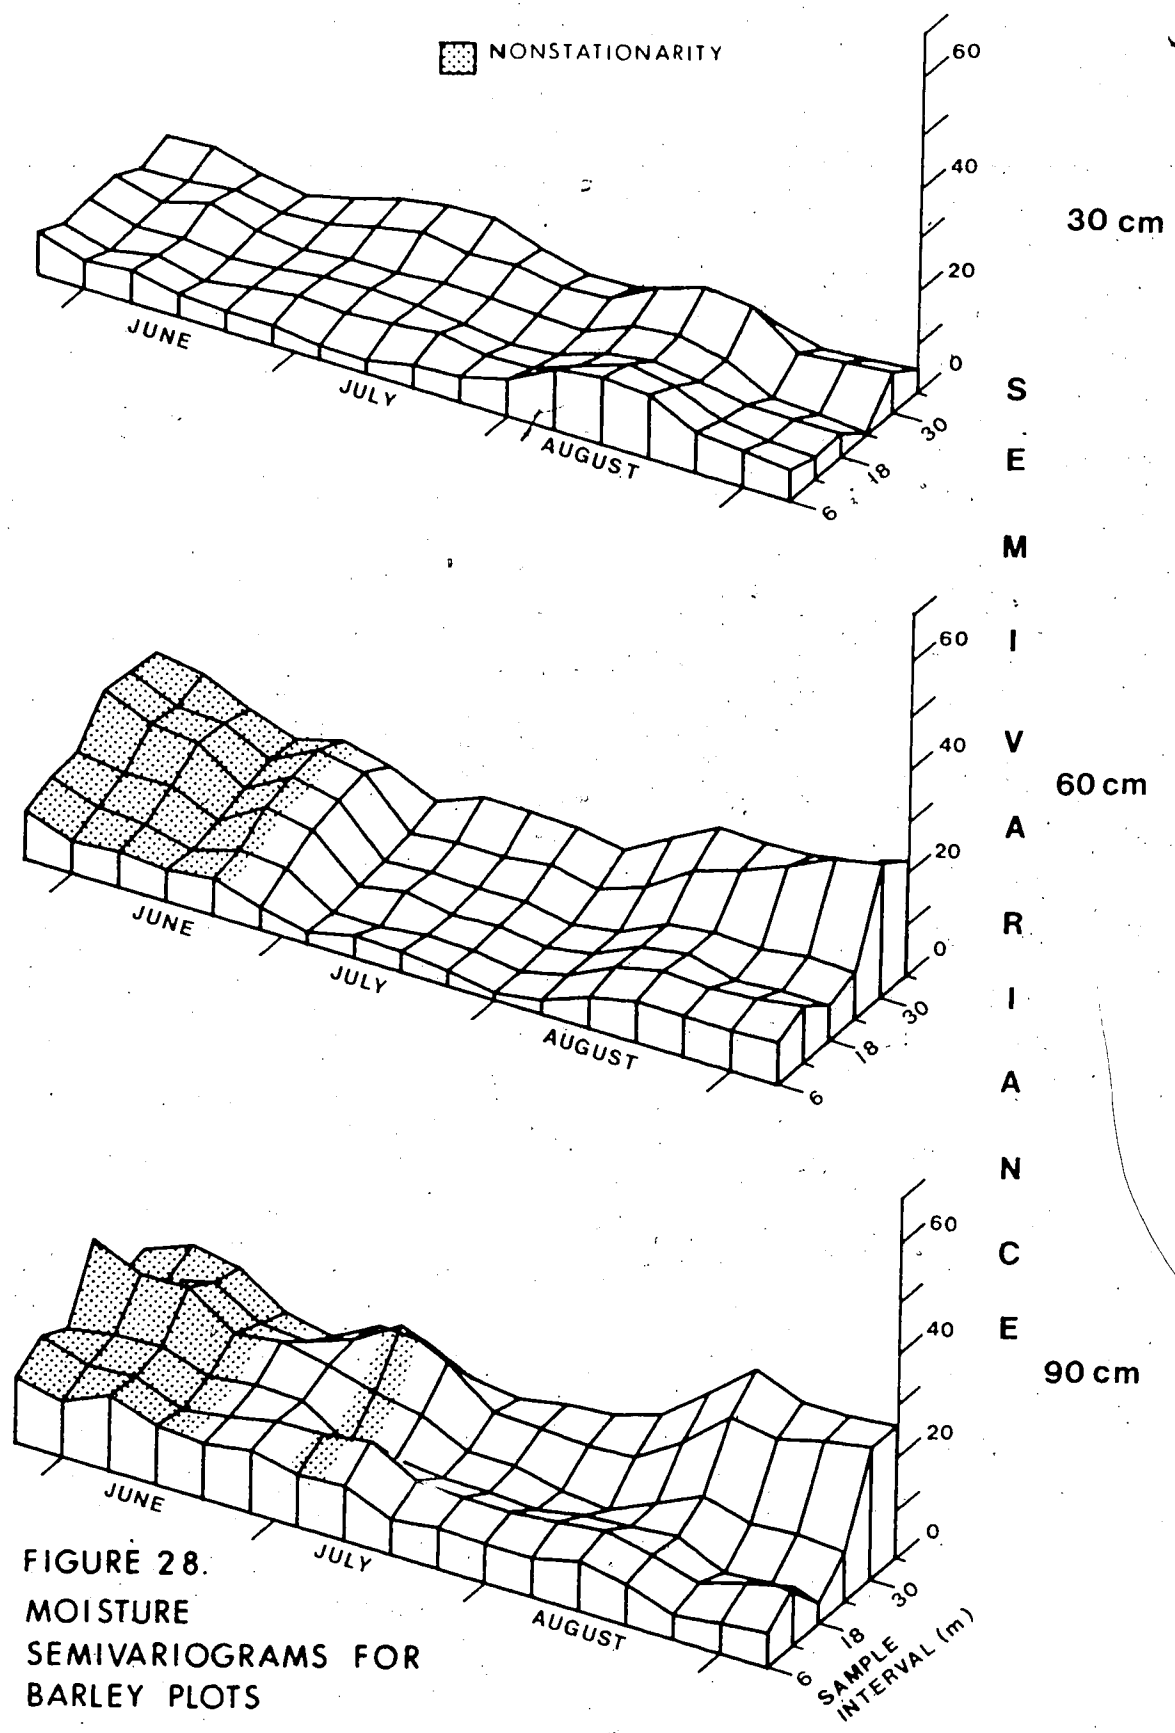 NONSTATIONARITY
60
40
20
0
30 cm
JUNE
JULY
AUGUST
6
18
30
SEMIVARIANCE
60
40
20
0
60 cm
JUNE
JULY
AUGUST
6
18
30
60
40
20
0
90 cm
JUNE
JULY
AUGUST
6
18
30
SAMPLE
INTERVAL (m)
FIGURE 28.
MOISTURE
SEMIVARIOGRAMS FOR
BARLEY PLOTS